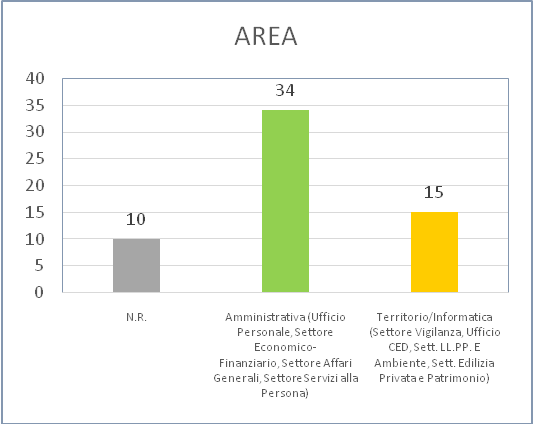 AREA
40
35
30
25
20
15
10
5
0
10
34
15
N.R.
Amministrativa (Ufficio
Personale, Settore
Economico-
Finanziario, Settore Affari
Generali, Settore Servizi alla
Persona)
Territorio/Informatica
(Settore Vigilanza, Ufficio
CED, Sett. LL.PP. E
Ambiente, Sett. Edilizia
Privata e Patrimonio)